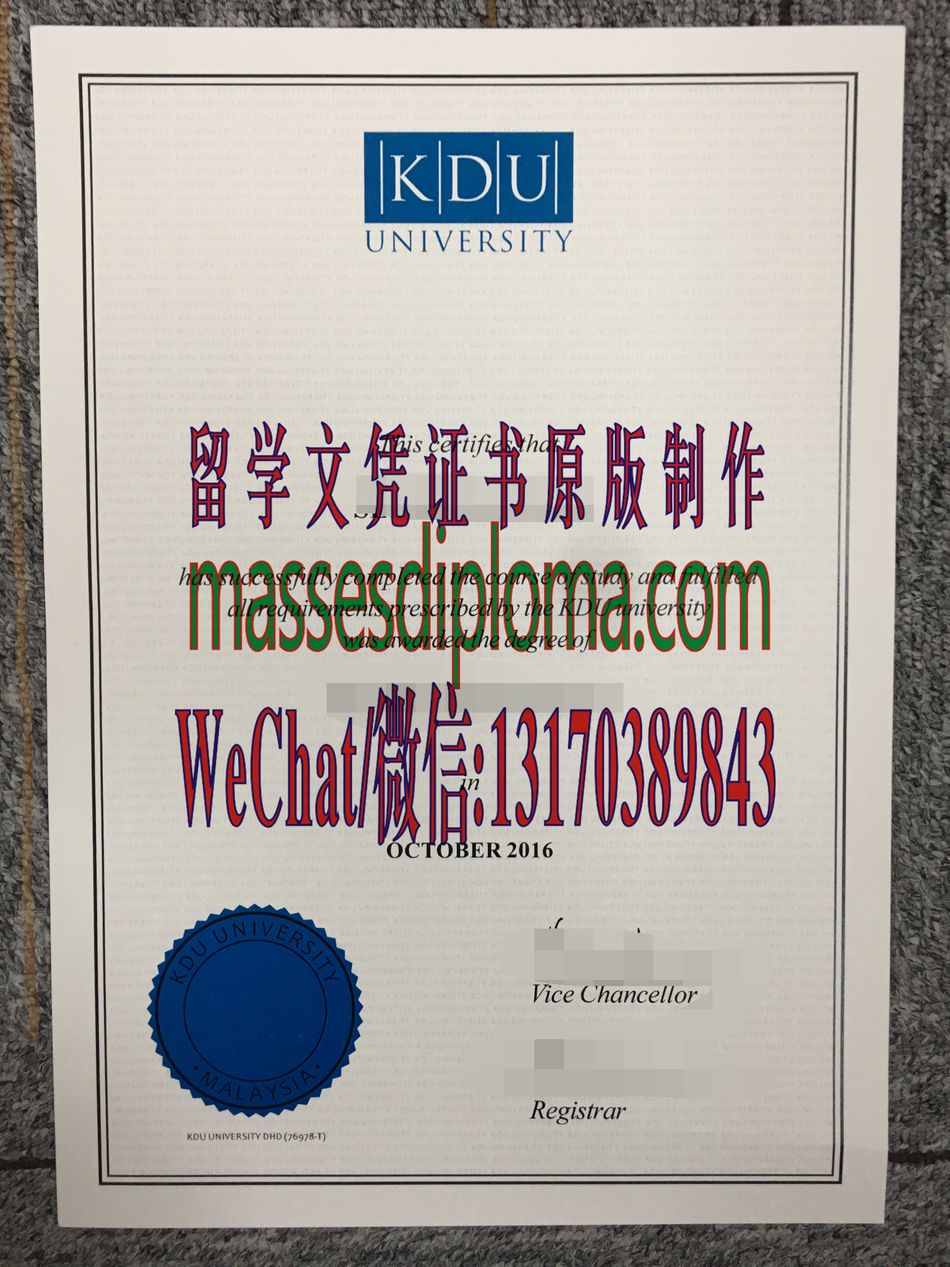 KDU
UNIVERSITY
This certifies that
留学文凭证书原版制作
has successfully completed the course of study and fulfilled
massesdiploma.com
all requirements prescribed by the KDU university
was awarded the degree of
WeChat/微信:13170389843
in
OCTOBER 2016
KDU UNIVERSITY
MALAYSIA
Vice Chancellor
Registrar
KDU UNIVERSITY DHD (76978-T)